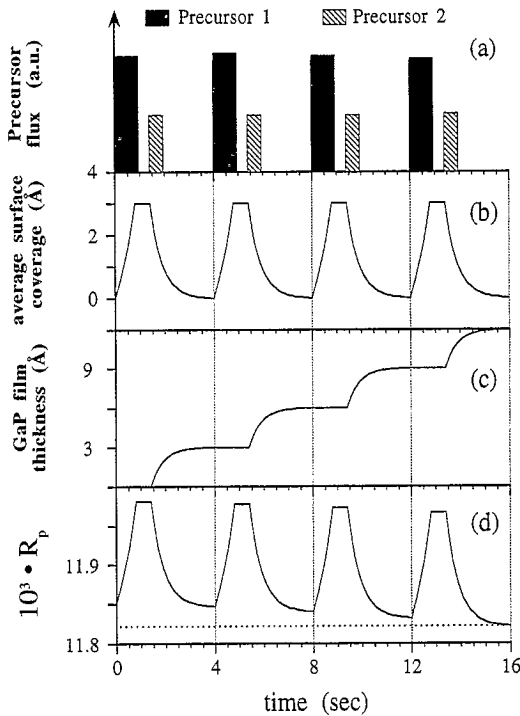 Precursor 1 Precursor 2
(a)
Precursor
flux (a.u.)
4
(b)
average surface
coverage (Å)
2
0
(c)
GaP film
thickness (Å)
9
3
(d)
10³ • Rp
11.9
11.8
0 4 8 12 16
time (sec)